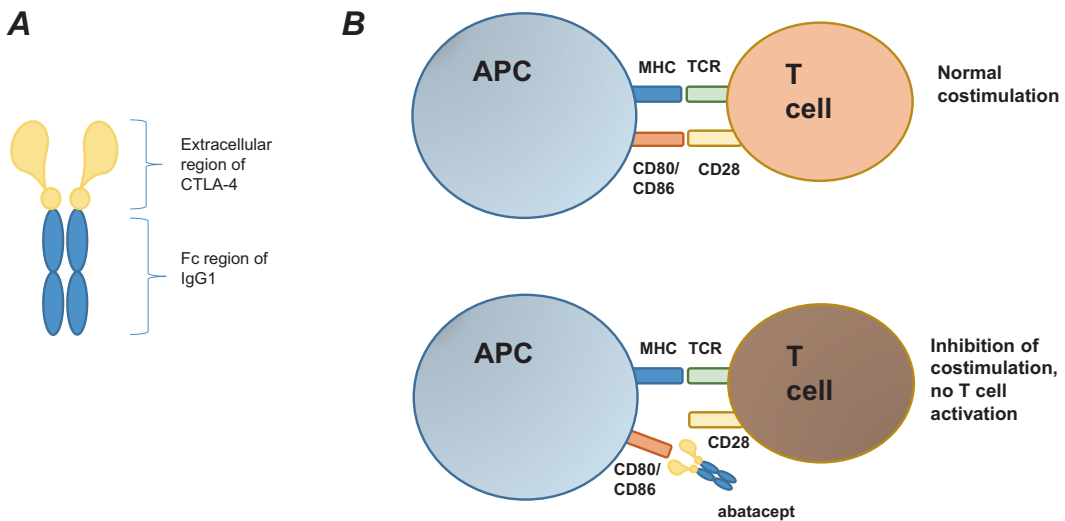 A
Extracellular
region of
CTLA-4
Fc region of
IgG1
B
APC
MHC TCR
T
cell
CD80/
CD86
CD28
Normal
costimulation
APC
MHC TCR
T
cell
CD28
CD80/
CD86
abatacept
Inhibition of
costimulation,
no T cell
activation